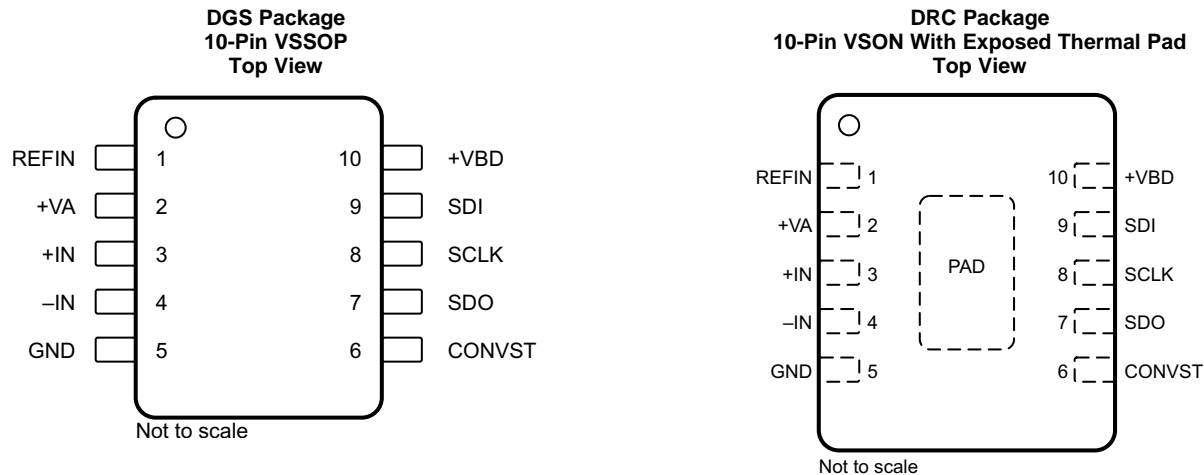 DGS Package
10-Pin VSSOP
Top View
REFIN 1 10 +VBD
+VA 2 9 SDI
+IN 3 8 SCLK
–IN 4 7 SDO
GND 5 6 CONVST
Not to scale
DRC Package
10-Pin VSON With Exposed Thermal Pad
Top View
REFIN 1 10 +VBD
+VA 2 9 SDI
+IN 3 PAD 8 SCLK
–IN 4 7 SDO
GND 5 6 CONVST
Not to scale